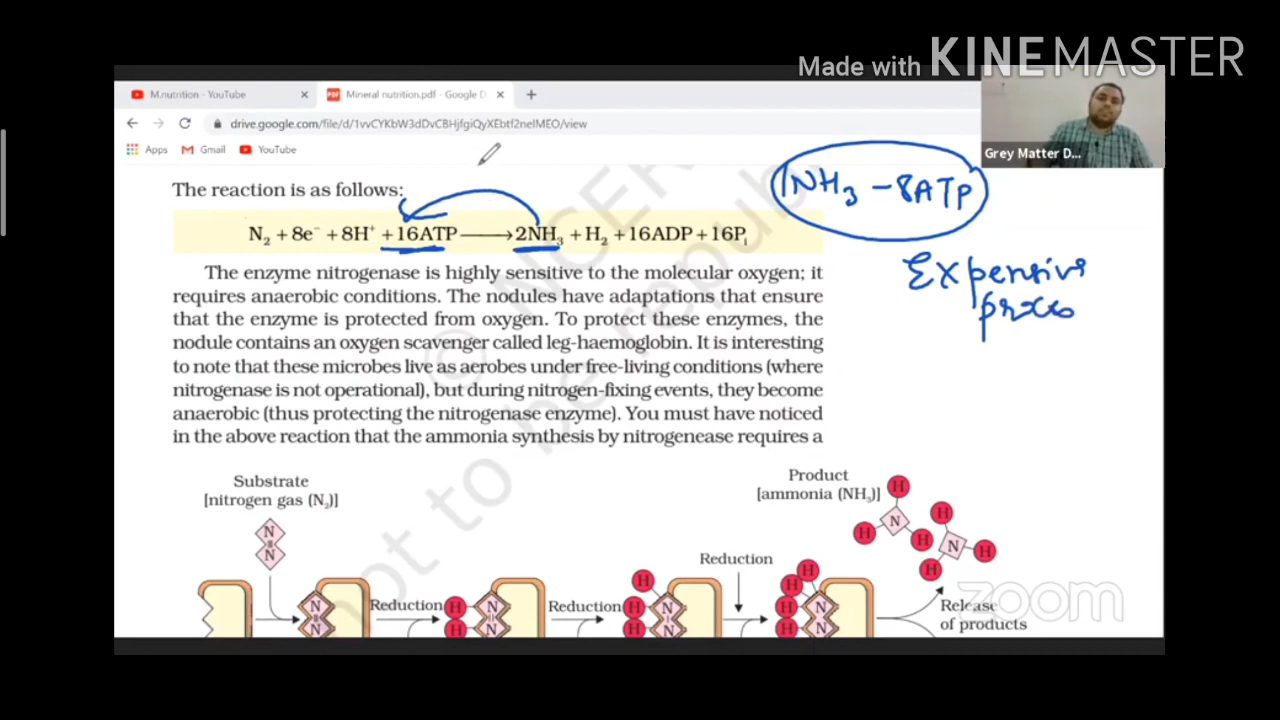 Made with KINEMASTER
M.nutrition - YouTube
Mineral nutrition.pdf - Google D
drive.google.com/file/d/1vvCYKbW3dDvCBHjfgiQyXEbtf2nelMEO/view
Apps Gmail YouTube
Grey Matter D...
The reaction is as follows:
1NH₃ - 8ATP
N₂ + 8e⁻ + 8H⁺ + 16ATP ⟶ 2NH₃ + H₂ + 16ADP + 16Pᵢ
Expensive
The enzyme nitrogenase is highly sensitive to the molecular oxygen; it
requires anaerobic conditions. The nodules have adaptations that ensure
that the enzyme is protected from oxygen. To protect these enzymes, the
nodule contains an oxygen scavenger called leg-haemoglobin. It is interesting
to note that these microbes live as aerobes under free-living conditions (where
nitrogenase is not operational), but during nitrogen-fixing events, they become
anaerobic (thus protecting the nitrogenase enzyme). You must have noticed
in the above reaction that the ammonia synthesis by nitrogenease requires a
© NCER
not to be republ
Substrate
[nitrogen gas (N₂)]
N
N
Product
[ammonia (NH₃)]
H
N
H H
H
N H
H
Reduction
H
H H
zoom
Release
of products
N
N
Reduction
H N
H N
Reduction
H N
H N
H N
H N